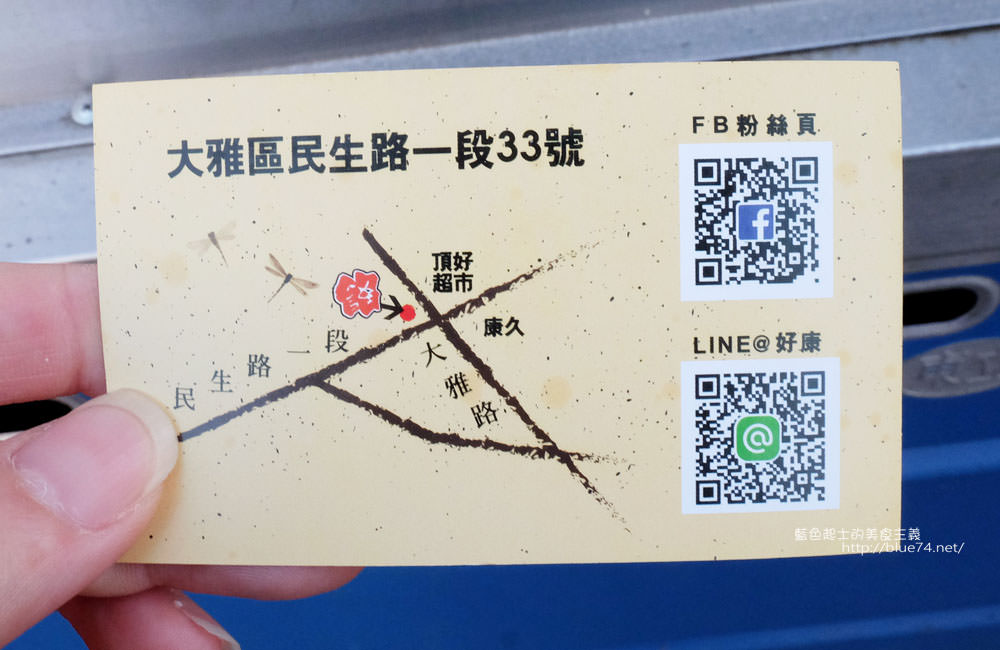 大雅區民生路一段33號
FB粉絲頁
頂好
超市
康久
民生路一段
大雅路
LINE@好康
藍色起士的美食主義
http://blue74.net/